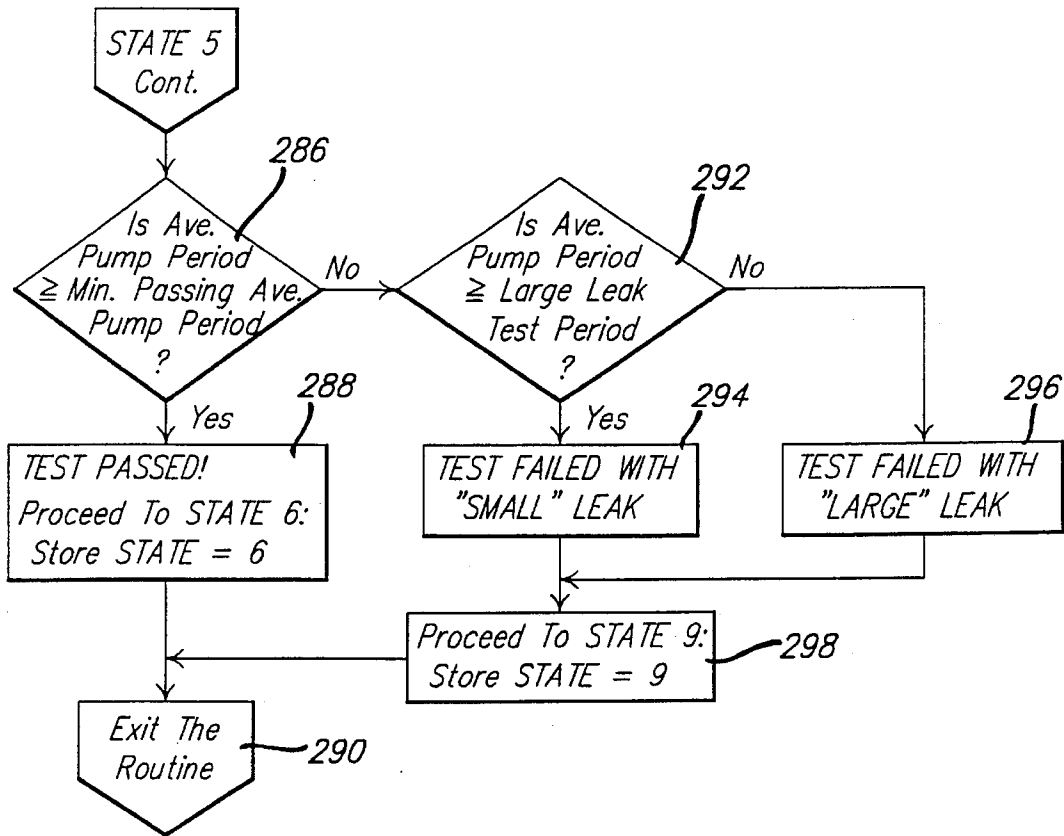 STATE 5
Cont.
286
Is Ave.
Pump Period
≧ Min. Passing Ave.
Pump Period
?
No
292
Is Ave.
Pump Period
≧ Large Leak
Test Period
?
No
Yes
288
TEST PASSED!
Proceed To STATE 6:
Store STATE = 6
Yes
294
TEST FAILED WITH
"SMALL" LEAK
296
TEST FAILED WITH
"LARGE" LEAK
Proceed To STATE 9:
Store STATE = 9
298
Exit The
Routine
290